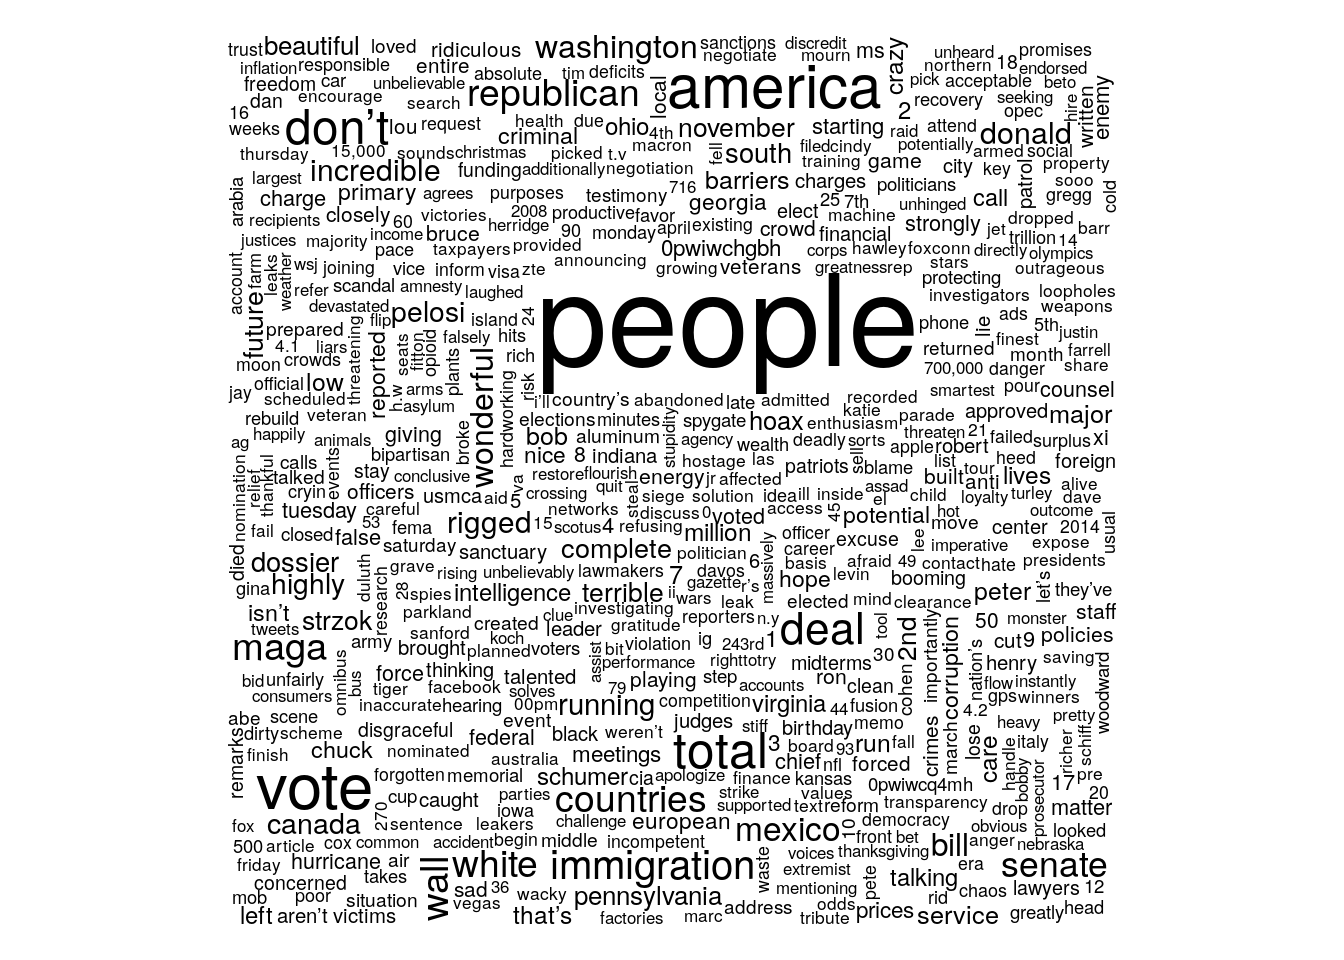 trust beautiful loved ridiculous washington sanctions discredit ms crazy unheard promises
inflation responsible entire negotiate mourn northern 18 endorsed
freedom car unbelievable absolute tim deficits local america pick acceptable beto
dan encourage search republican 2 recovery seeking hire written enemy
16 don't lou request health due ohio opec
weeks criminal 4th november starting raid attend donald
thursday 15,000 sounds christmas picked t.v macron fell south filed cindy potentially armed social
largest incredible funding additionally negotiation training game city key patrol property
arabia charge primary agrees purposes testimony 716 barriers charges politicians call sooo cold
recipients closely 60 victories 2008 productive favor georgia elect 25 7th unhinged gregg
justices majority income bruce herridge 90 monday april existing crowd machine strongly jet dropped barr
pace taxpayers provided 0pwiwchgbh financial corps hawley foxconn directly trillion 14
account farm leaks weather wsj joining vice inform visa zte announcing growing veterans greatness rep stars olympics
refer scandal amnesty laughed protecting outrageous
future devastated flip pelosi island 24 people investigators loopholes
prepared threatening seats fitton opioid falsely hits phone lie ads weapons
4.1 liars reported plants wonderful rich returned finest 5th justin
moon crowds risk 700,000 danger month farrell
jay official low h.w arms hardworking smartest pour share
scheduled asylum i'll country's abandoned late admitted recorded counsel
rebuild veteran elections minutes stupidity spygate hoax katie enthusiasm parade approved major
ag happily animals giving broke bob aluminum agency wealth deadly sorts threaten 21 failed surplus xi
bipartisan nice 8 indiana apple robert
nomination relief thankful calls events stay conclusive restore flourish hostage las patriots sell blame list tour heed foreign
talked va energy jr affected built anti lives
cryin officers usmca aid 5 crossing quit steal siege solution idea ill inside assad el child loyalty turley alive dave
tuesday careful networks discuss 0 voted access 45 potential hot outcome usual
fail closed 53 false fema rigged 15 scotus 4 refusing million officer excuse move center 2014
died dossier saturday sanctuary complete politician career lee imperative expose
grave rising unbelievably lawmakers 7 davos 6 massively basis afraid 49 contact hate presidents
gina highly duluth research 28 spies intelligence terrible ii gazette r's hope levin booming peter let's they've
isn't parkland clue investigating wars leak elected mind clearance
tweets strzok sanford created leader gratitude reporters n.y deal tool 2nd importantly corruption 50 monster staff
maga army brought koch planned voters assist bit violation ig 243rd 1 cut 9 policies
force thinking talented performance righttotry midterms 30 nation's henry saving
bid unfairly omnibus bus tiger facebook solves 79 playing step accounts ron clean cohen flow instantly woodward
consumers inaccurate hearing 00pm running competition virginia 44 fusion gps winners
abe scene event judges stiff birthday memo crimes march 4.2 heavy pretty
remarks dirty scheme disgraceful federal black weren't total 3 board 93 run fall lose care handle italy richer schiff
finish chuck nominated australia meetings chief nfl forced bobby
vote forgotten memorial schumer cia apologize finance kansas 0pwiwcq4mh prosecutor 17 pre
270 cup caught parties countries strike values transparency drop 20
iowa supported text reform matter
fox canada sentence leakers challenge european mexico 10 democracy obvious looked
500 article cox common accident begin middle incompetent front bet bill anger nebraska
friday hurricane air wall white immigration waste voices thanksgiving era senate
concerned takes extremist
mob poor situation sad 36 wacky pennsylvania mentioning pete talking chaos lawyers 12
vegas address odds rid
left aren't victims that's factories marc tribute prices service greatly head